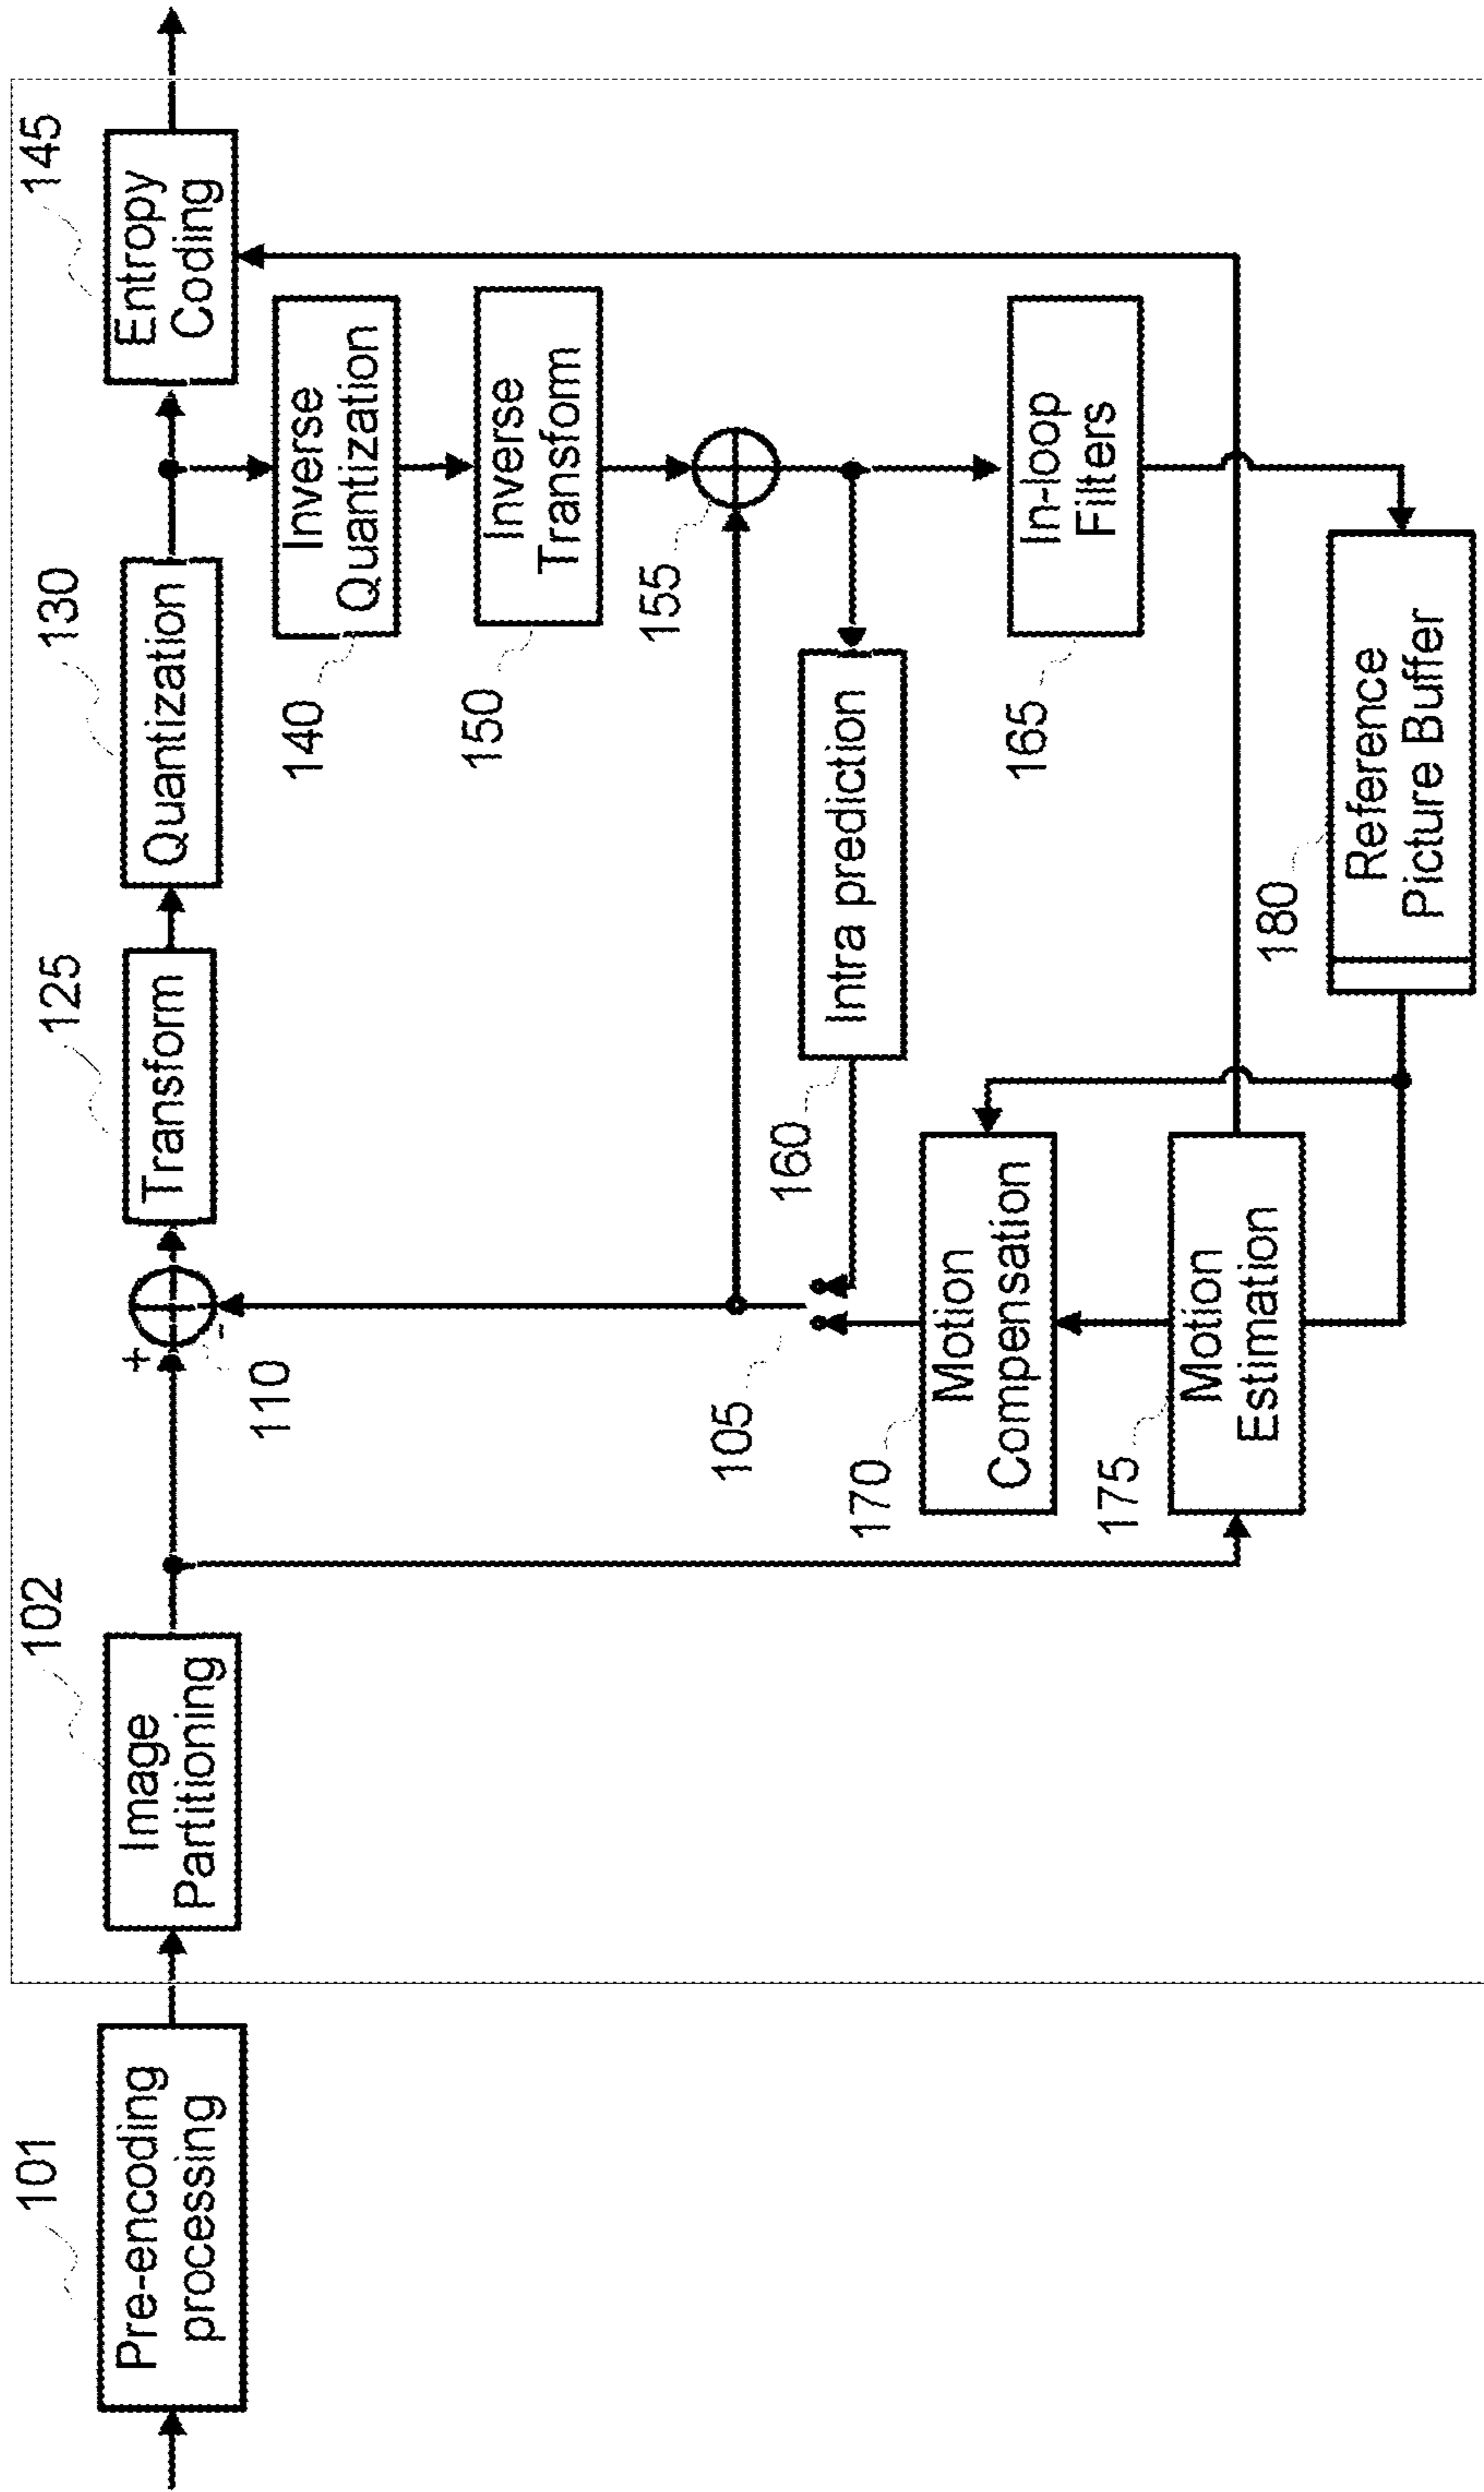 101
Pre-encoding
processing
102
Image
Partitioning
+
-
110
125
Transform
130
Quantization
145
Entropy
Coding
140
Inverse
Quantization
150
Inverse
Transform
155
105
160
Intra prediction
165
In-loop
Filters
170
Motion
Compensation
175
Motion
Estimation
180
Reference
Picture Buffer